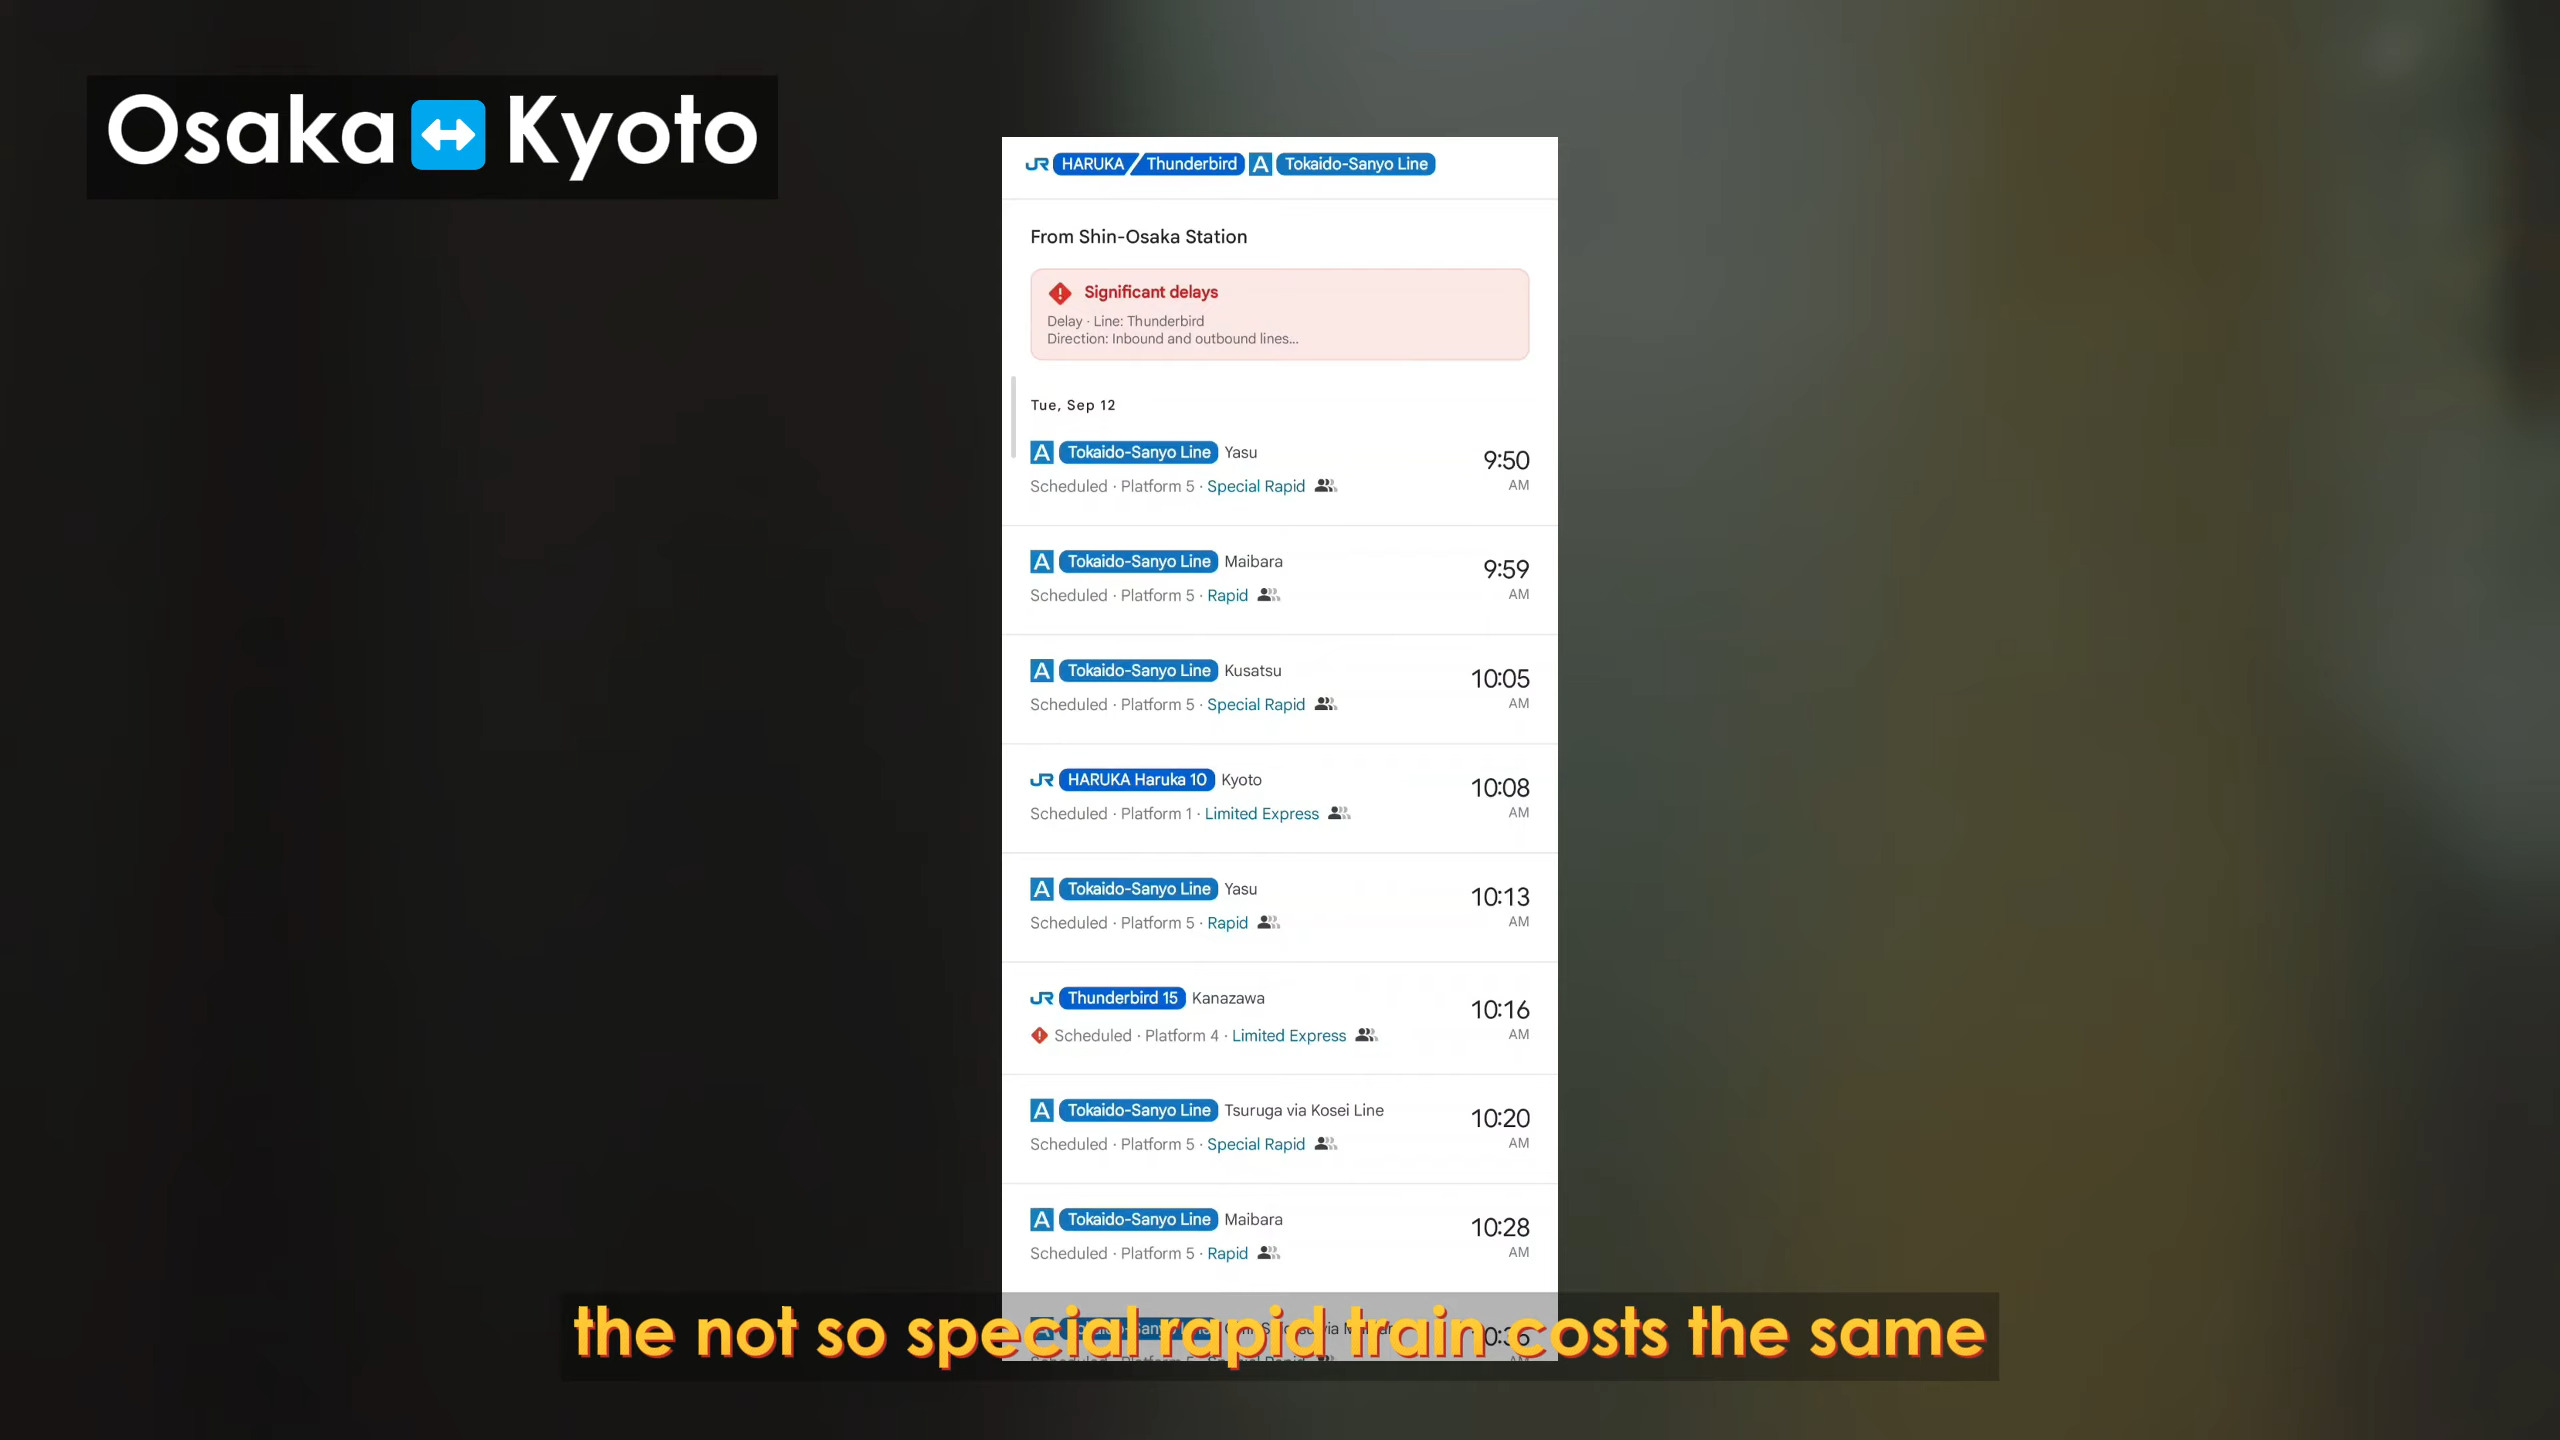 Osaka ↔ Kyoto
JR HARUKA Thunderbird A Tokaido-Sanyo Line
From Shin-Osaka Station
Significant delays
Delay · Line: Thunderbird
Direction: Inbound and outbound lines...
Tue, Sep 12
A Tokaido-Sanyo Line Yasu
9:50
Scheduled · Platform 5 · Special Rapid
AM
A Tokaido-Sanyo Line Maibara
9:59
Scheduled · Platform 5 · Rapid
AM
A Tokaido-Sanyo Line Kusatsu
10:05
Scheduled · Platform 5 · Special Rapid
AM
JR HARUKA Haruka 10 Kyoto
10:08
Scheduled · Platform 1 · Limited Express
AM
A Tokaido-Sanyo Line Yasu
10:13
Scheduled · Platform 5 · Rapid
AM
JR Thunderbird 15 Kanazawa
10:16
Scheduled · Platform 4 · Limited Express
AM
A Tokaido-Sanyo Line Tsuruga via Kosei Line
10:20
Scheduled · Platform 5 · Special Rapid
AM
A Tokaido-Sanyo Line Maibara
10:28
Scheduled · Platform 5 · Rapid
AM
the not so special rapid train costs the same